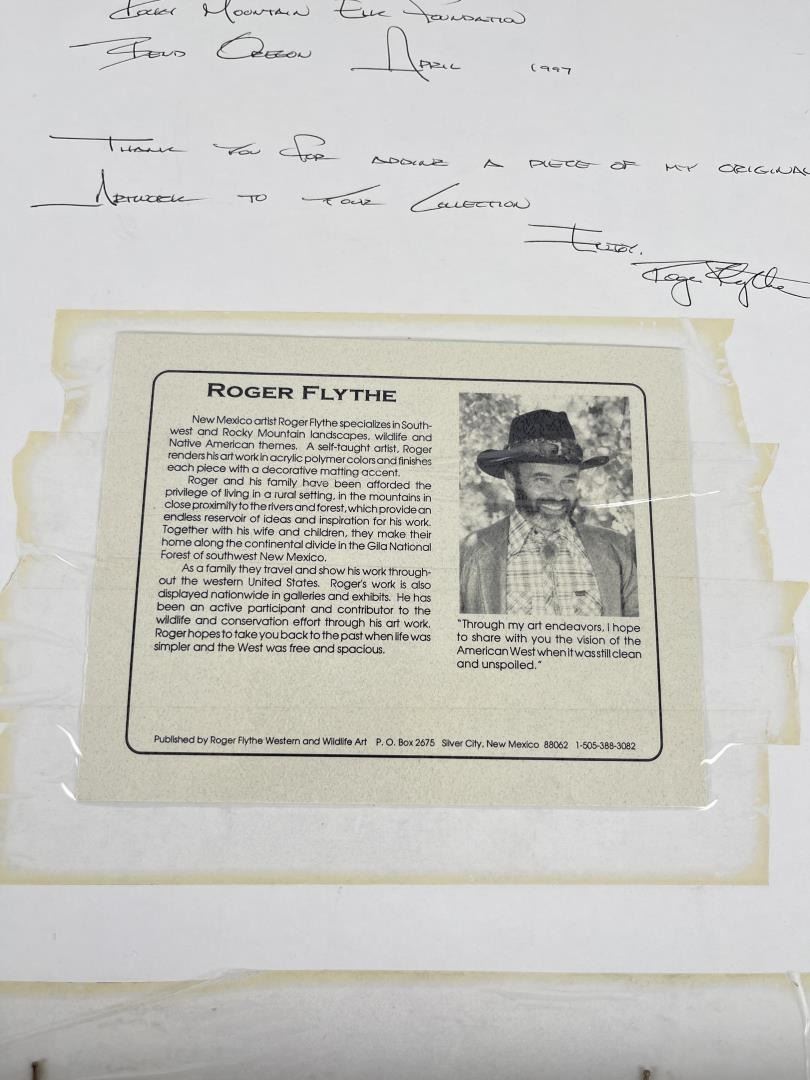 Rocky Mountain Elk Foundation
Bend Oregon April 1997
Thank You For adding a piece of my original
Artwork to Your Collection
Enjoy.
Roger Flythe
ROGER FLYTHE
New Mexico artist Roger Flythe specializes in South-
west and Rocky Mountain landscapes, wildlife and
Native American themes. A self-taught artist, Roger
renders his art work in acrylic polymer colors and finishes
each piece with a decorative matting accent.
Roger and his family have been afforded the
privilege of living in a rural setting, in the mountains in
close proximity to the rivers and forest, which provide an
endless reservoir of ideas and inspiration for his work.
Together with his wife and children, they make their
home along the continental divide in the Gila National
Forest of southwest New Mexico.
As a family they travel and show his work through-
out the western United States. Roger's work is also
displayed nationwide in galleries and exhibits. He has
been an active participant and contributor to the
wildlife and conservation effort through his art work.
Roger hopes to take you back to the past when life was
simpler and the West was free and spacious.
"Through my art endeavors, I hope
to share with you the vision of the
American West when it was still clean
and unspoiled."
Published by Roger Flythe Western and Wildlife Art P. O. Box 2675 Silver City, New Mexico 88062 1-505-388-3082